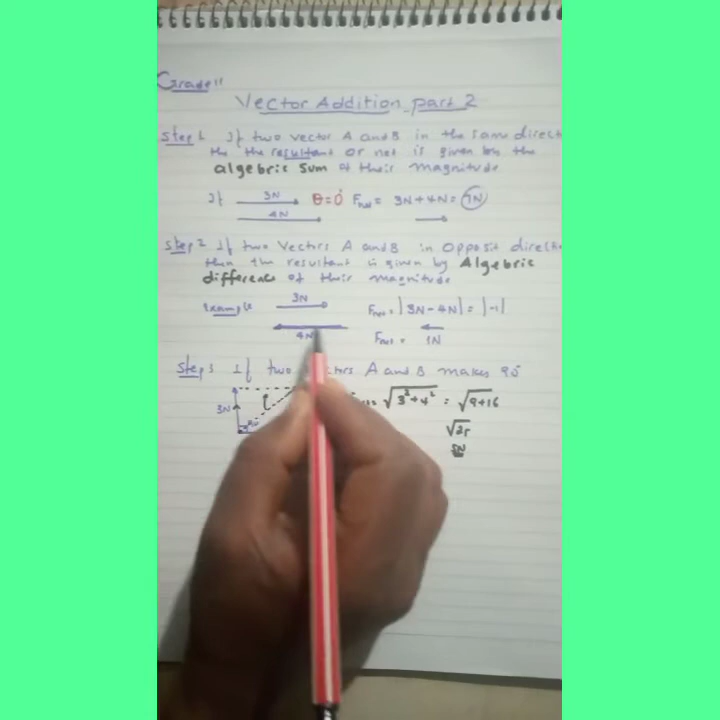 Grade 11
Vector Addition part 2
Step 1 If two vector A and B in the same direct
the the resultant or net is given by the
algebric sum of their magnitude
3N
θ=0 Fnet = 3N+4N= 7N
4N
Step 2 If two vectors A and B in opposit direct
then the resultant is given by Algebric
difference of their magnitude
Example
3N
Fnet = |3N-4N| = |-1|
4N
Fnet = 1N
Step 3 If two A and B makes 90
3N
√3²+4² = √9+16
√25
5N